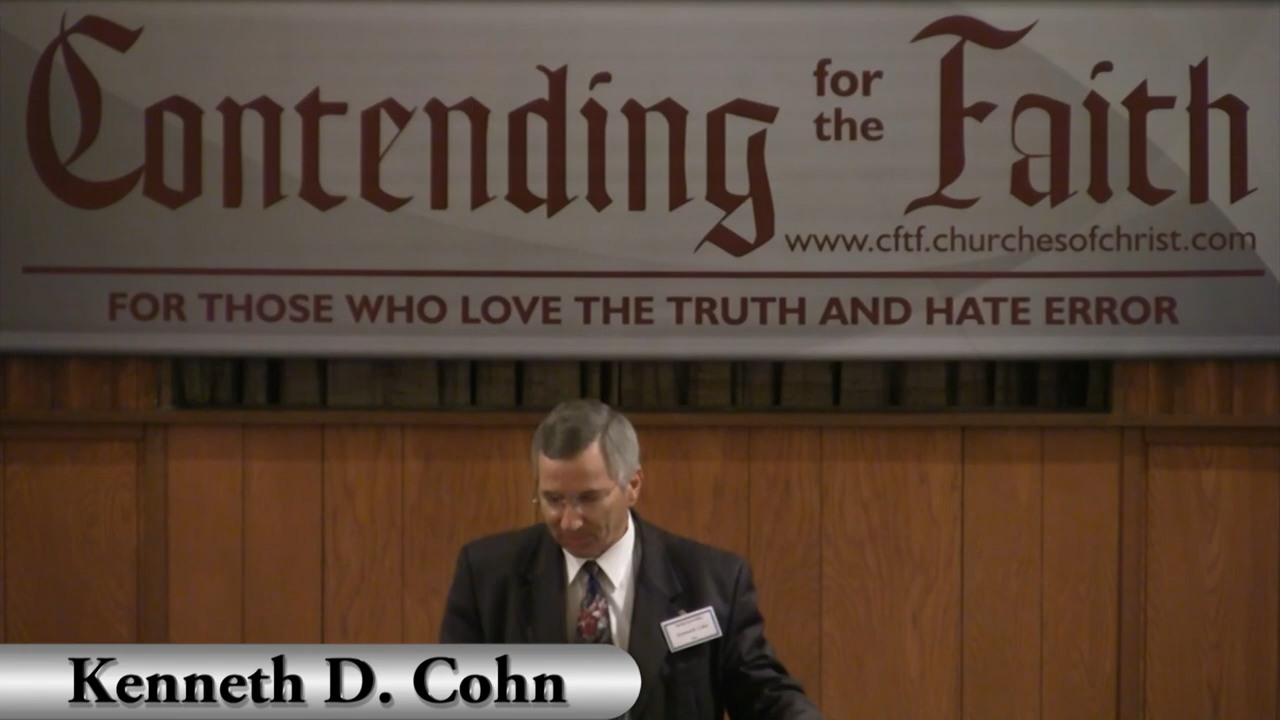 Contending for the Faith
www.cftf.churchesofchrist.com
FOR THOSE WHO LOVE THE TRUTH AND HATE ERROR
Kenneth D. Cohn